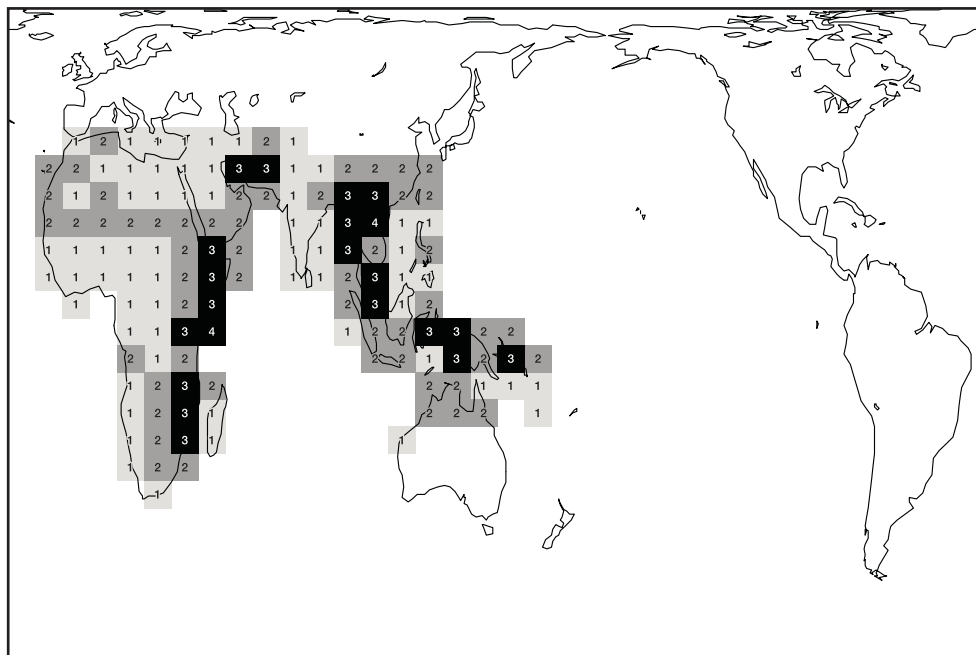 1 2 1 1 1 1 1 2 1
2 2 1 1 1 1 1 3 3 1 1 2 2 2 2
2 1 2 1 1 1 1 2 2 1 2 3 3 2 2
2 2 2 2 2 2 2 2 1 1 3 4 1 1
1 1 1 1 1 2 3 2 1 1 3 2 1 2
1 1 1 1 1 2 3 2 1 1 2 3 1 1
1 1 1 2 3 2 3 1 2
1 1 3 4 1 2 2 3 3 2 2
2 1 2 2 2 1 3 2 3 2
1 2 3 2 2 2 1 1 1
1 2 3 1 2 2 2 1
1 2 3 1 1
1 2 2
1